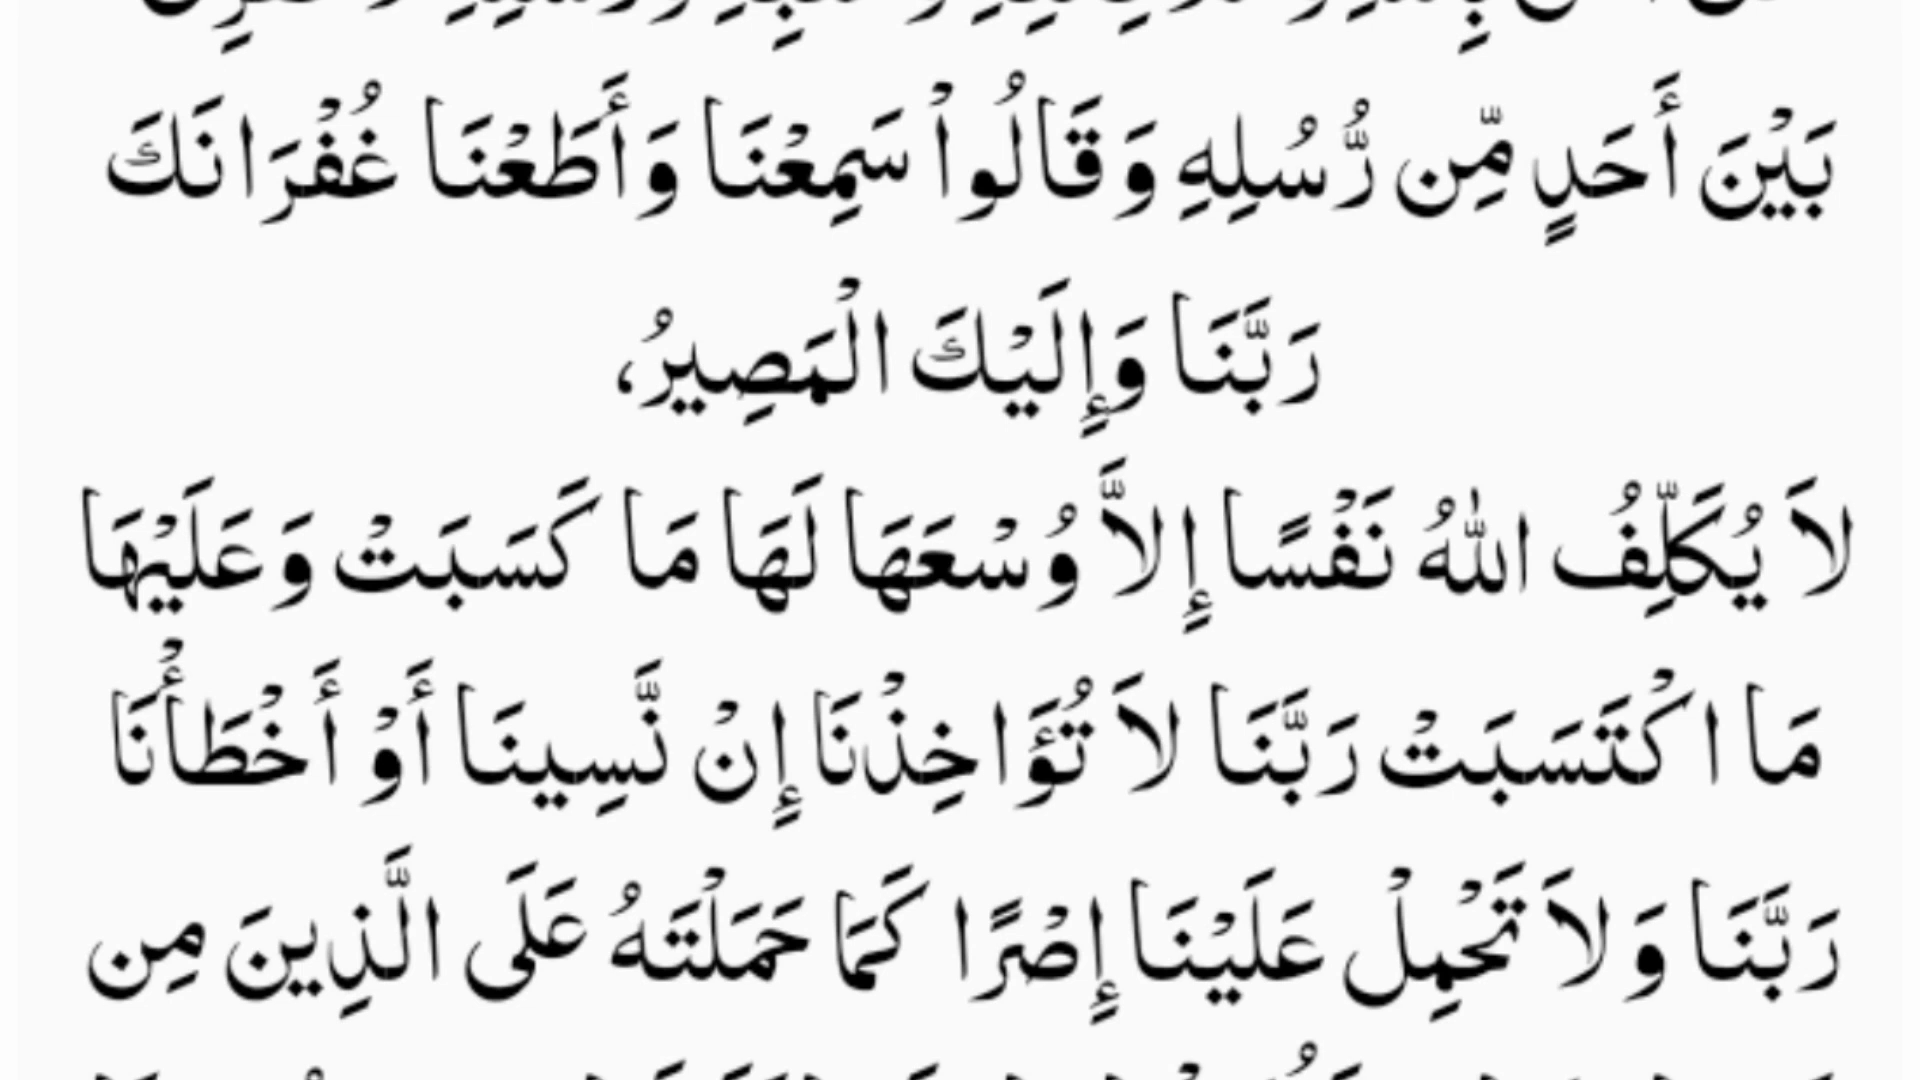 بَيْنَ أَحَدٍ مِّن رُّسُلِهِ وَقَالُواْ سَمِعْنَا وَأَطَعْنَا غُفْرَانَكَ
رَبَّنَا وَإِلَيْكَ الْمَصِيرُ،
لاَ يُكَلِّفُ اللّهُ نَفْسًا إِلاَّ وُسْعَهَا لَهَا مَا كَسَبَتْ وَعَلَيْهَا
مَا اكْتَسَبَتْ رَبَّنَا لاَ تُؤَاخِذْنَا إِنْ نَّسِينَا أَوْ أَخْطَأْنَا
رَبَّنَا وَلاَ تَحْمِلْ عَلَيْنَا إِصْرًا كَمَا حَمَلْتَهُ عَلَى الَّذِينَ مِن